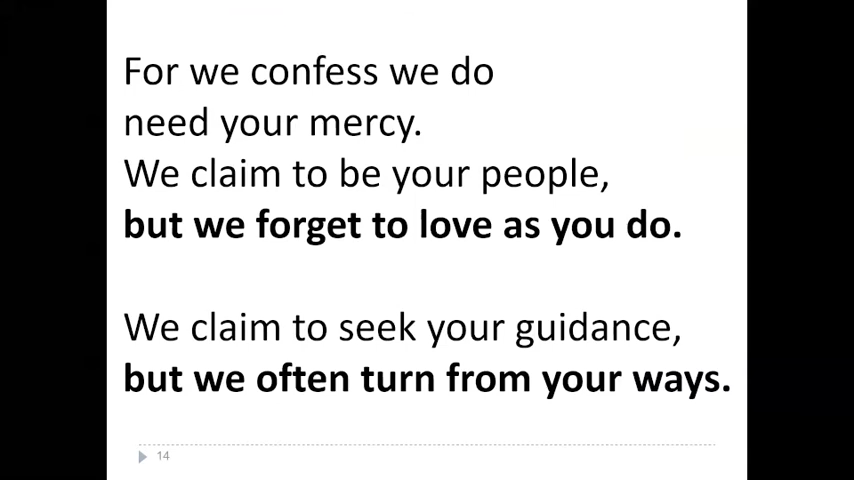 For we confess we do
need your mercy.
We claim to be your people,
but we forget to love as you do.
We claim to seek your guidance,
but we often turn from your ways.
14